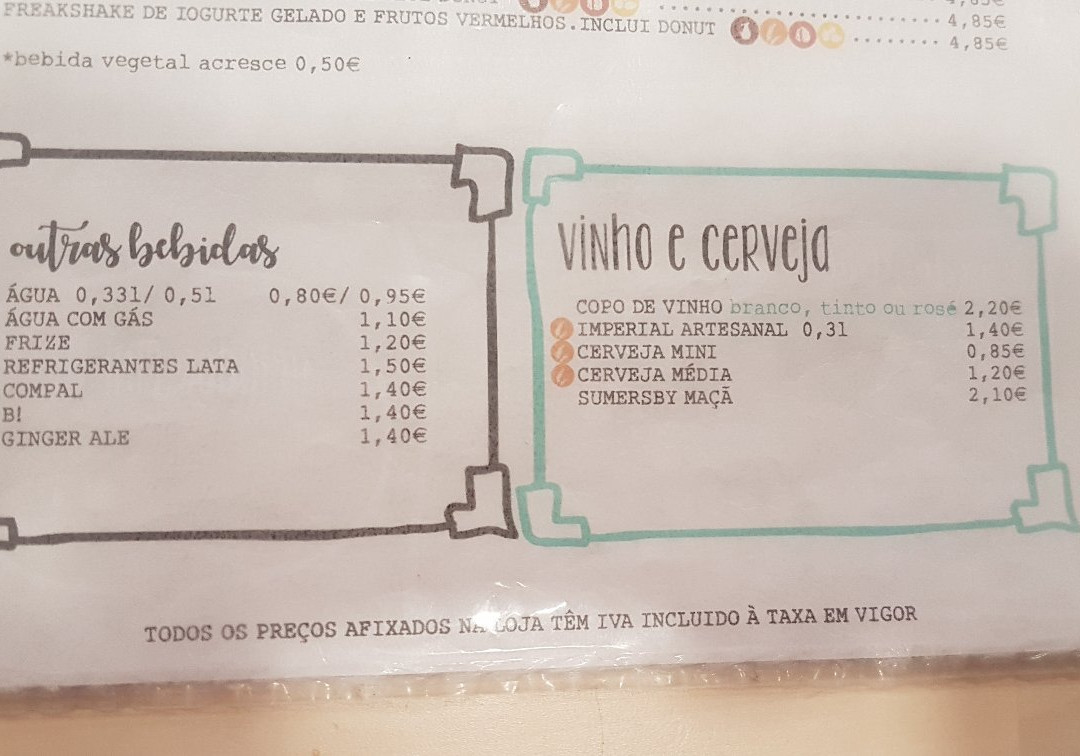 4,85€
FREAKSHAKE DE IOGURTE GELADO E FRUTOS VERMELHOS.INCLUI DONUT ........ 4,85€
*bebida vegetal acresce 0,50€
outras bebidas
ÁGUA 0,33l/ 0,5l 0,80€/ 0,95€
ÁGUA COM GÁS 1,10€
FRIZE 1,20€
REFRIGERANTES LATA 1,50€
COMPAL 1,40€
B! 1,40€
GINGER ALE 1,40€
vinho e cerveja
COPO DE VINHO branco, tinto ou rosé 2,20€
IMPERIAL ARTESANAL 0,3l 1,40€
CERVEJA MINI 0,85€
CERVEJA MÉDIA 1,20€
SUMERSBY MAÇÃ 2,10€
TODOS OS PREÇOS AFIXADOS NA LOJA TÊM IVA INCLUIDO À TAXA EM VIGOR